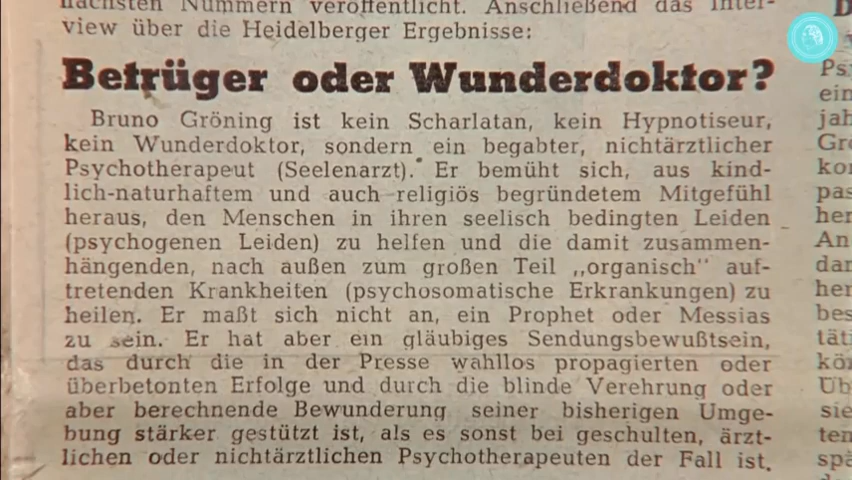 nächsten Nummern veröffentlicht. Anschließend das Inter-
view über die Heidelberger Ergebnisse:
Betrüger oder Wunderdoktor?
Bruno Gröning ist kein Scharlatan, kein Hypnotiseur,
kein Wunderdoktor, sondern ein begabter, nichtärztlicher
Psychotherapeut (Seelenarzt). Er bemüht sich, aus kind-
lich-naturhaftem und auch religiös begründetem Mitgefühl
heraus, den Menschen in ihren seelisch bedingten Leiden
(psychogenen Leiden) zu helfen und die damit zusammen-
hängenden, nach außen zum großen Teil „organisch" auf-
tretenden Krankheiten (psychosomatische Erkrankungen) zu
heilen. Er maßt sich nicht an, ein Prophet oder Messias
zu sein. Er hat aber ein gläubiges Sendungsbewußtsein,
das durch die in der Presse wahllos propagierten oder
überbetonten Erfolge und durch die blinde Verehrung oder
aber berechnende Bewunderung seiner bisherigen Umge-
bung stärker gestützt ist, als es sonst bei geschulten, ärzt-
lichen oder nichtärztlichen Psychotherapeuten der Fall ist.